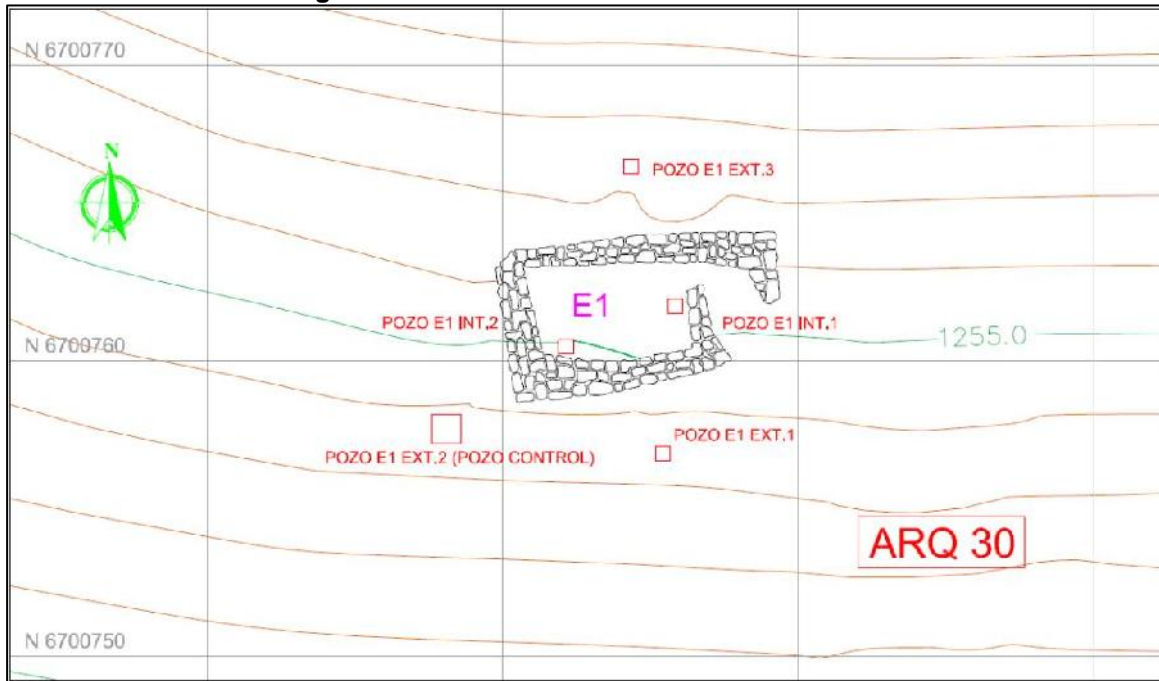 N 6700770
N
POZO E1 EXT.3
E1
POZO E1 INT.2
POZO E1 INT.1
1255.0
N 6700760
POZO E1 EXT.1
POZO E1 EXT.2 (POZO CONTROL)
ARQ 30
N 6700750